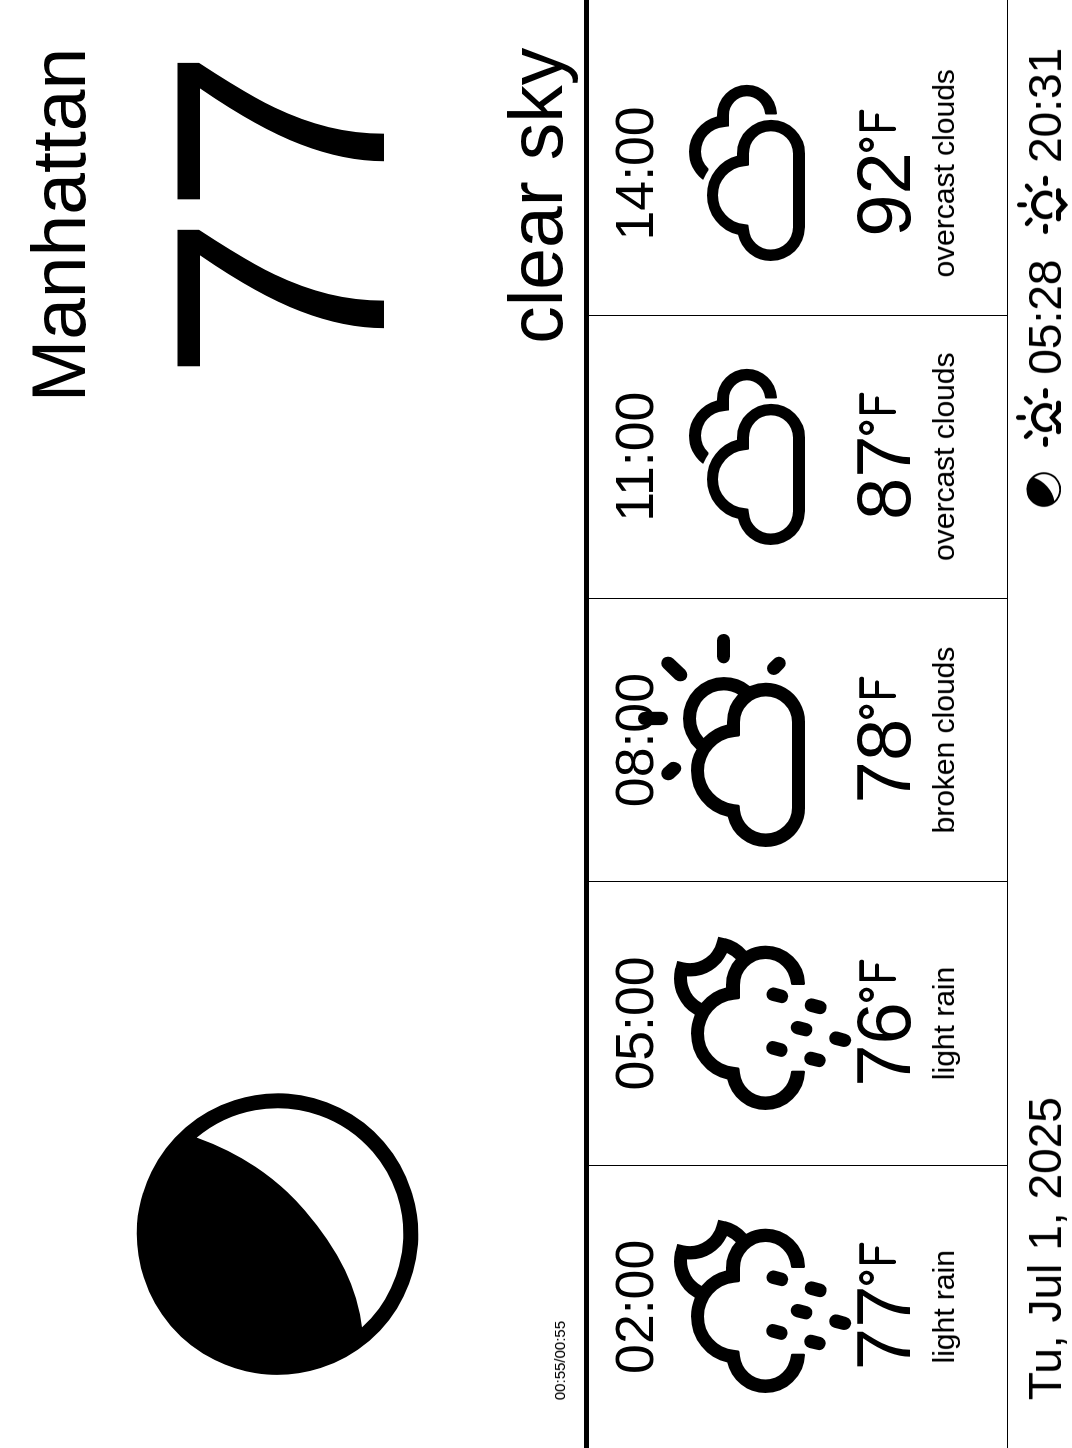 Manhattan
77
clear sky
00:55/00:55
02:00
77°F
light rain
05:00
76°F
light rain
08:00
78°F
broken clouds
11:00
87°F
overcast clouds
14:00
92°F
overcast clouds
Tu, Jul 1, 2025
05:28 20:31